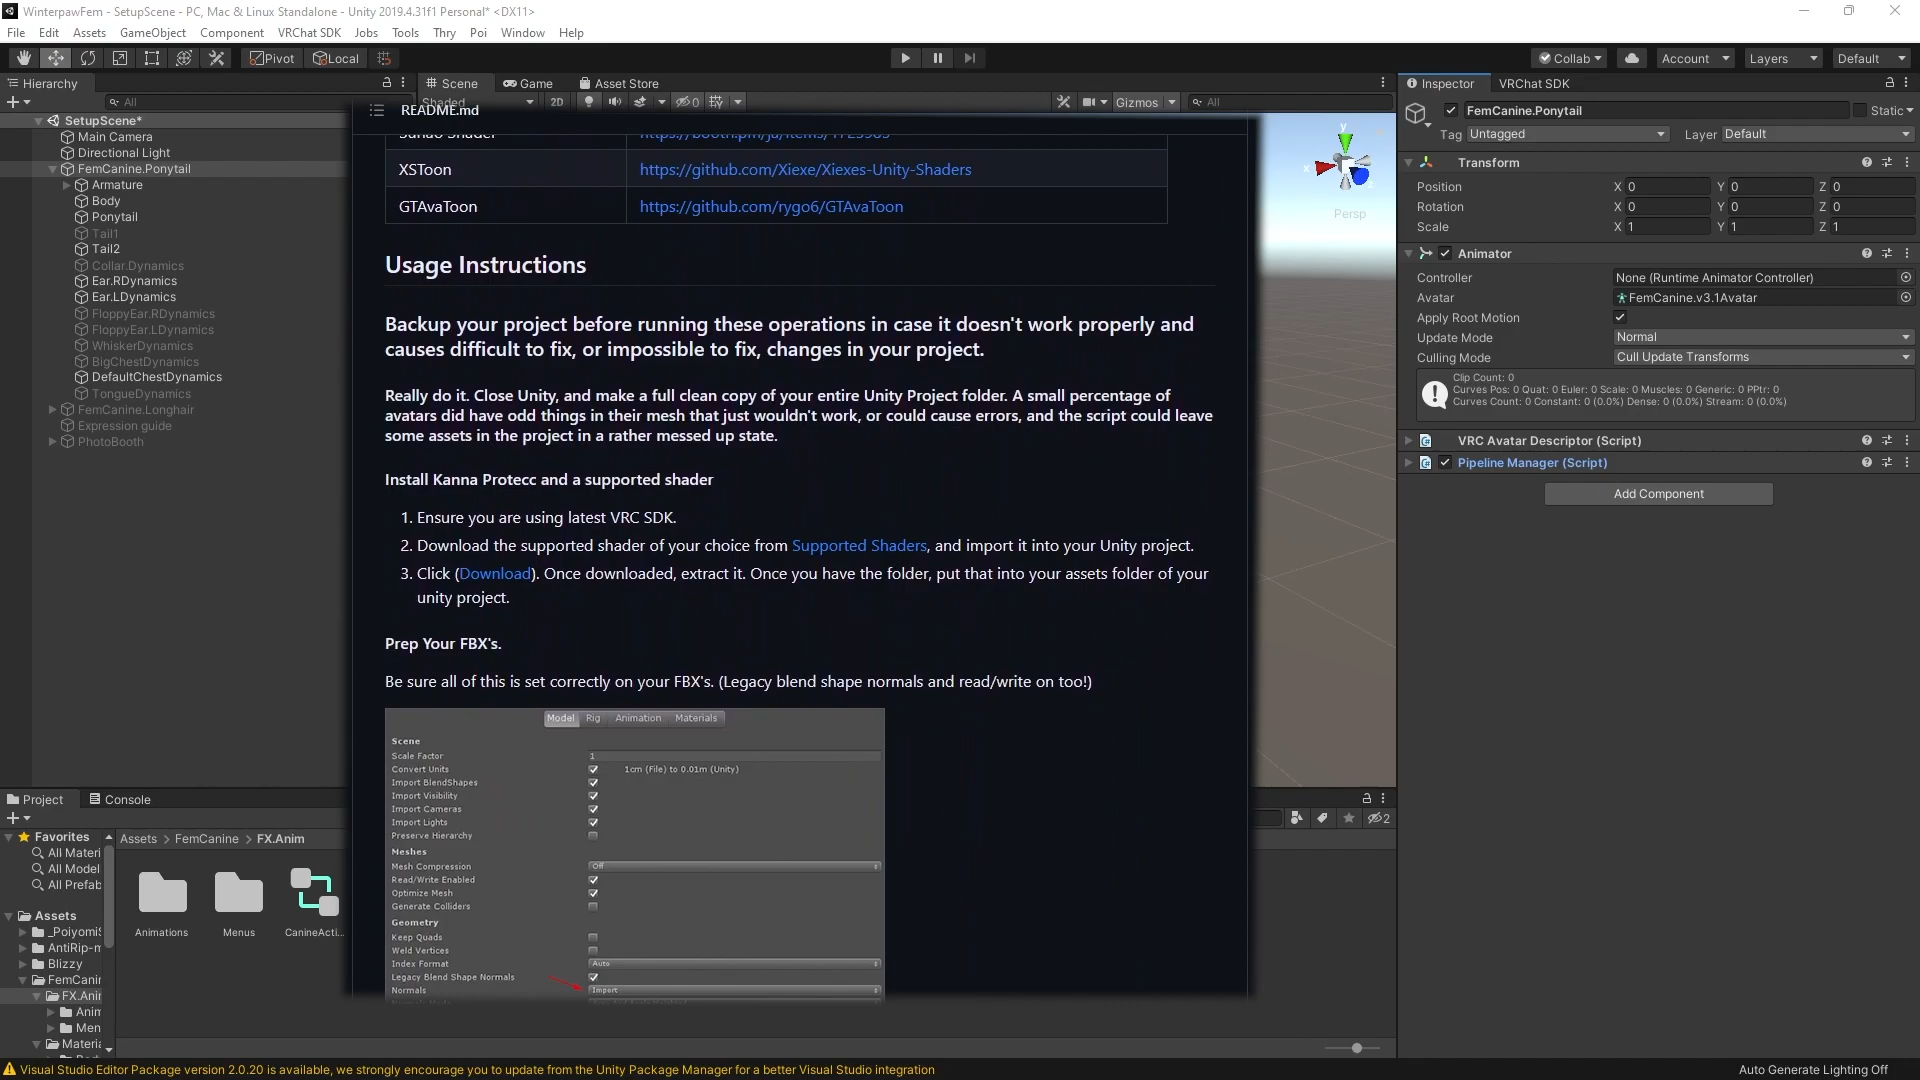 WinterpawFem - SetupScene - PC, Mac & Linux Standalone - Unity 2019.4.31f1 Personal* <DX11>
File Edit Assets GameObject Component VRChat SDK Jobs Tools Thry Poi Window Help
Pivot Local Collab Account Layers Default
Hierarchy
All
SetupScene*
Main Camera
Directional Light
FemCanine.Ponytail
Armature
Body
Ponytail
Tail1
Tail2
Collar.Dynamics
Ear.RDynamics
Ear.LDynamics
FloppyEar.RDynamics
FloppyEar.LDynamics
WhiskerDynamics
BigChestDynamics
DefaultChestDynamics
TongueDynamics
FemCanine.Longhair
Expression guide
PhotoBooth
Scene Game Asset Store
Shaded 2D 0 Gizmos All
y
x
Persp
README.md
XSToon https://github.com/Xiexe/Xiexes-Unity-Shaders
GTAvaToon https://github.com/rygo6/GTAvaToon
Usage Instructions
Backup your project before running these operations in case it doesn't work properly and
causes difficult to fix, or impossible to fix, changes in your project.
Really do it. Close Unity, and make a full clean copy of your entire Unity Project folder. A small percentage of
avatars did have odd things in their mesh that just wouldn't work, or could cause errors, and the script could leave
some assets in the project in a rather messed up state.
Install Kanna Protecc and a supported shader
1. Ensure you are using latest VRC SDK.
2. Download the supported shader of your choice from Supported Shaders, and import it into your Unity project.
3. Click (Download). Once downloaded, extract it. Once you have the folder, put that into your assets folder of your
unity project.
Prep Your FBX's.
Be sure all of this is set correctly on your FBX's. (Legacy blend shape normals and read/write on too!)
Model Rig Animation Materials
Scene
Scale Factor 1
Convert Units 1cm (File) to 0.01m (Unity)
Import BlendShapes
Import Visibility
Import Cameras
Import Lights
Preserve Hierarchy
Meshes
Mesh Compression Off
Read/Write Enabled
Optimize Mesh
Generate Colliders
Geometry
Keep Quads
Weld Vertices
Index Format Auto
Legacy Blend Shape Normals
Normals Import
Inspector VRChat SDK
FemCanine.Ponytail Static
Tag Untagged Layer Default
Transform
Position X 0 Y 0 Z 0
Rotation X 0 Y 0 Z 0
Scale X 1 Y 1 Z 1
Animator
Controller None (Runtime Animator Controller)
Avatar FemCanine.v3.1Avatar
Apply Root Motion
Update Mode Normal
Culling Mode Cull Update Transforms
Clip Count: 0
Curves Pos: 0 Quat: 0 Euler: 0 Scale: 0 Muscles: 0 Generic: 0 PPtr: 0
Curves Count: 0 Constant: 0 (0.0%) Dense: 0 (0.0%) Stream: 0 (0.0%)
VRC Avatar Descriptor (Script)
Pipeline Manager (Script)
Add Component
Project Console
2
Favorites
All Materi
All Model
All Prefab
Assets
_PoiyomiS
AntiRip-m
Blizzy
FemCanin
FX.Anim
Anim
Men
Materia
Assets > FemCanine > FX.Anim
Animations Menus CanineActi...
Visual Studio Editor Package version 2.0.20 is available, we strongly encourage you to update from the Unity Package Manager for a better Visual Studio integration
Auto Generate Lighting Off